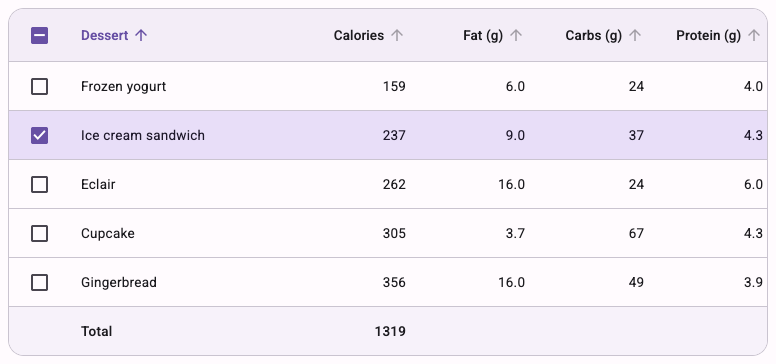 Dessert Calories Fat (g) Carbs (g) Protein (g)
Frozen yogurt 159 6.0 24 4.0
Ice cream sandwich 237 9.0 37 4.3
Eclair 262 16.0 24 6.0
Cupcake 305 3.7 67 4.3
Gingerbread 356 16.0 49 3.9
Total 1319